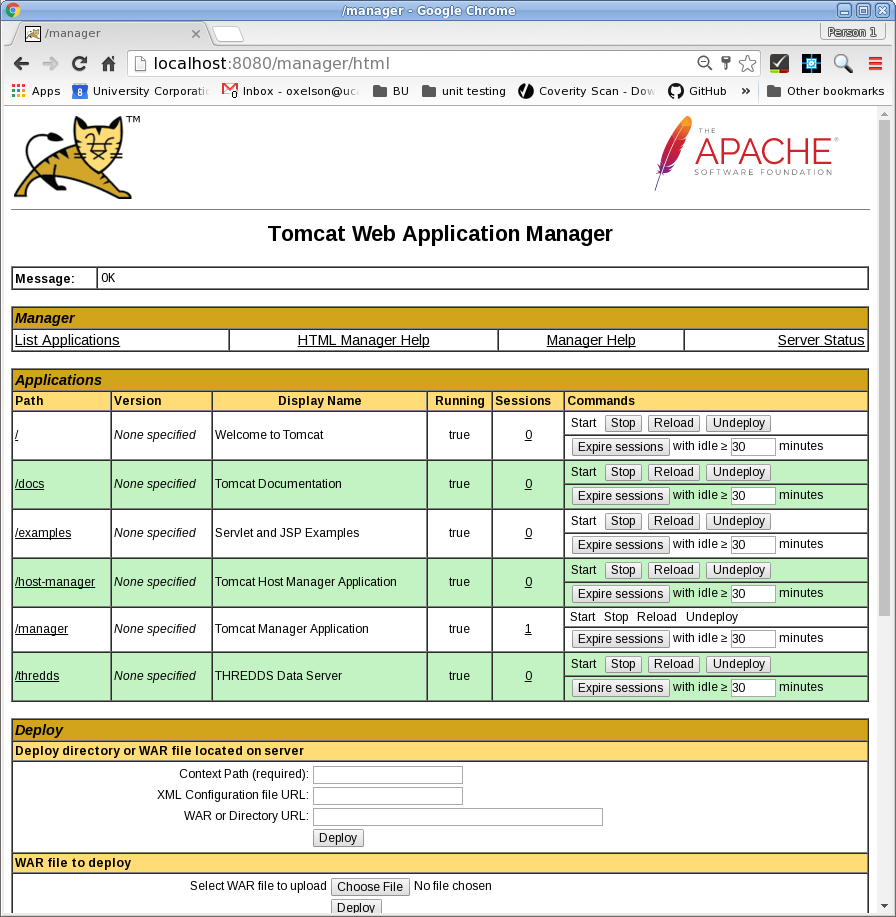 /manager - Google Chrome
/manager
Person 1
localhost:8080/manager/html
Apps 8 University Corporati Inbox - oxelson@uca BU unit testing Coverity Scan - Dow GitHub » Other bookmarks
TM
THE
APACHE®
SOFTWARE FOUNDATION
Tomcat Web Application Manager
Message: OK
Manager
List Applications HTML Manager Help Manager Help Server Status
Applications
Path Version Display Name Running Sessions Commands
/ None specified Welcome to Tomcat true 0 Start Stop Reload Undeploy
Expire sessions with idle ≥ 30 minutes
/docs None specified Tomcat Documentation true 0 Start Stop Reload Undeploy
Expire sessions with idle ≥ 30 minutes
/examples None specified Servlet and JSP Examples true 0 Start Stop Reload Undeploy
Expire sessions with idle ≥ 30 minutes
/host-manager None specified Tomcat Host Manager Application true 0 Start Stop Reload Undeploy
Expire sessions with idle ≥ 30 minutes
/manager None specified Tomcat Manager Application true 1 Start Stop Reload Undeploy
Expire sessions with idle ≥ 30 minutes
/thredds None specified THREDDS Data Server true 0 Start Stop Reload Undeploy
Expire sessions with idle ≥ 30 minutes
Deploy
Deploy directory or WAR file located on server
Context Path (required):
XML Configuration file URL:
WAR or Directory URL:
Deploy
WAR file to deploy
Select WAR file to upload Choose File No file chosen
Deploy